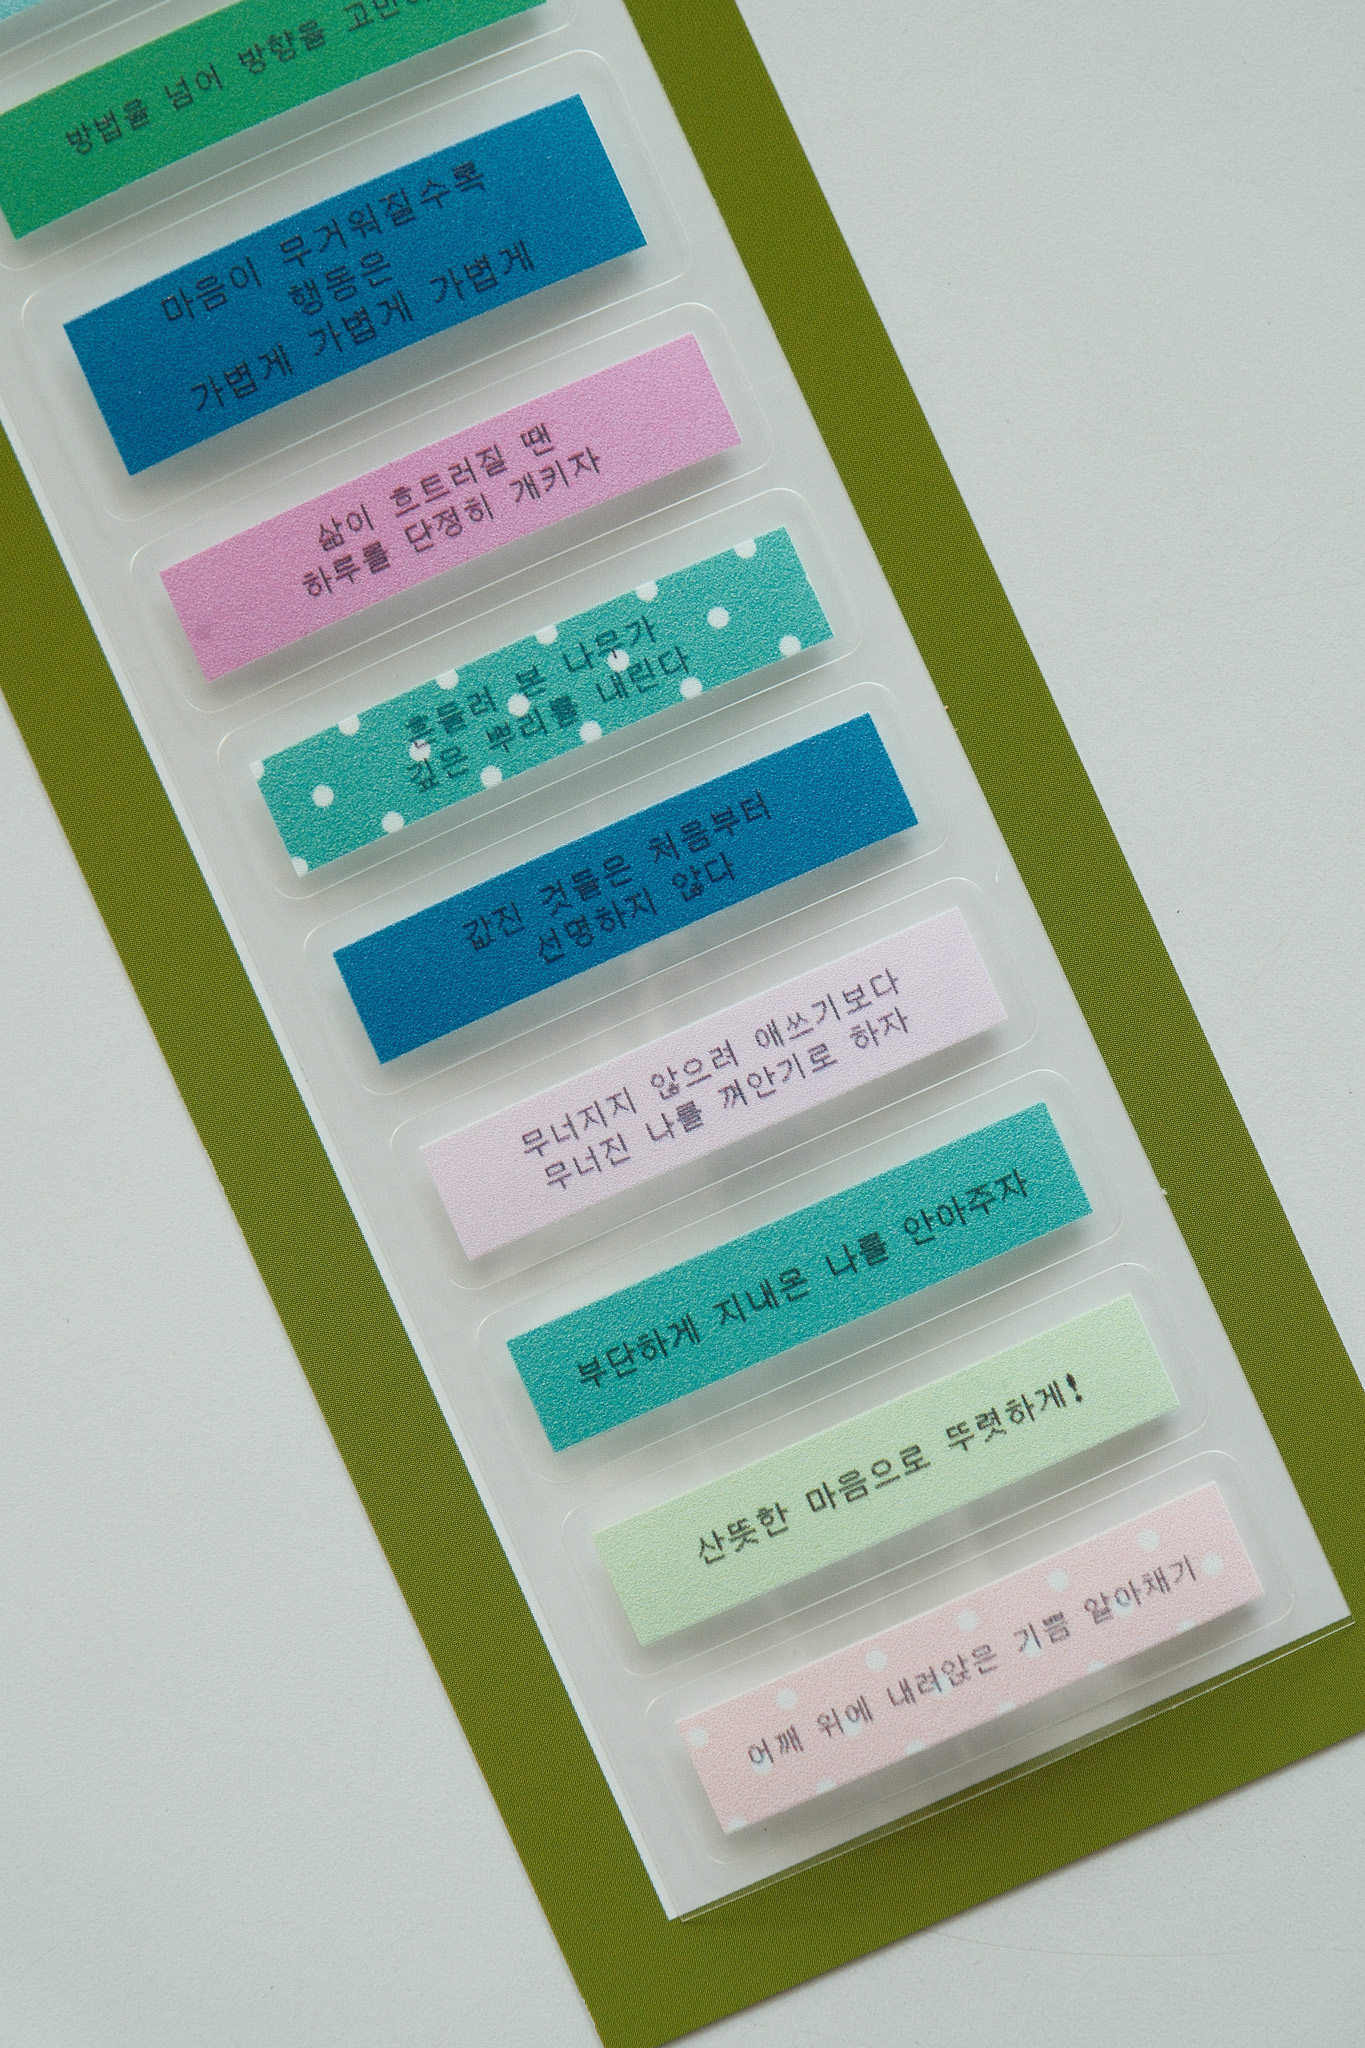 방법을 넘어 방향을
마음이 무거워질수록
행동은
가볍게 가볍게 가볍게
삶이 흐트러질 땐
하루를 단정히 개키자
흔들려 본 나무가
깊은 뿌리를 내린다
값진 것들은 처음부터
선명하지 않다
무너지지 않으려 애쓰기보다
무너진 나를 껴안기로 하자
부단하게 지내온 나를 안아주자
산뜻한 마음으로 뚜렷하게!
어깨 위에 내려앉은 기쁨 알아채기